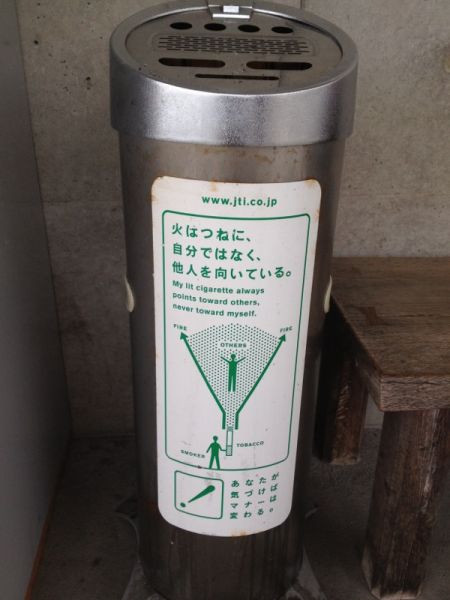 www.jti.co.jp
火はつねに、
自分ではなく、
他人を向いている。
My lit cigarette always
points toward others,
never toward myself.
FIRE
FIRE
OTHERS
TOBACCO
SMOKER
あなたが
気づけば
マナーは
変わる。